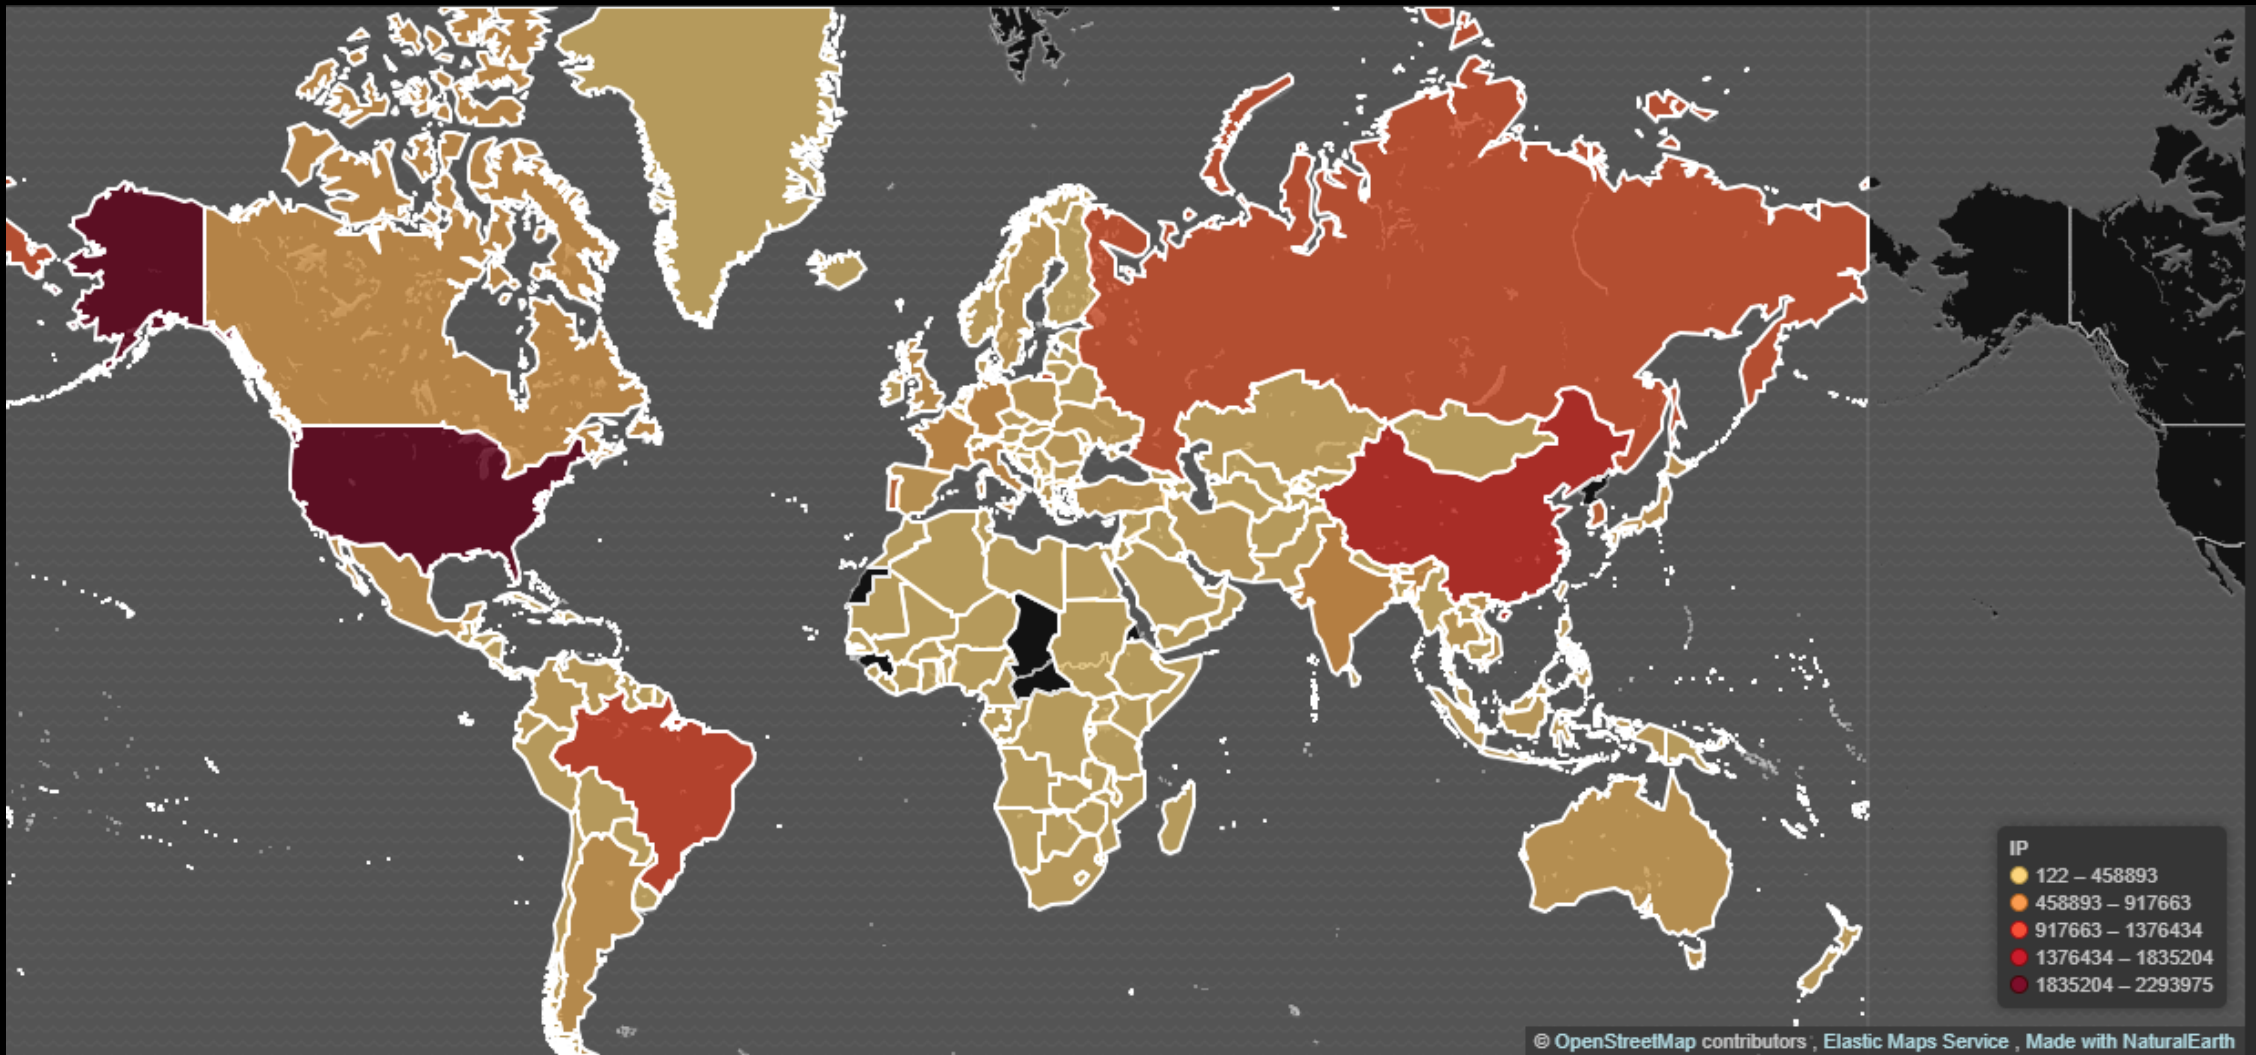 IP
122 – 458893
458893 – 917663
917663 – 1376434
1376434 – 1835204
1835204 – 2293975
© OpenStreetMap contributors , Elastic Maps Service , Made with NaturalEarth